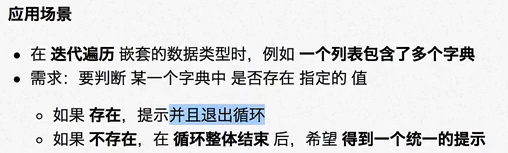 应用场景
在 迭代遍历 嵌套的数据类型时，例如 一个列表包含了多个字典
需求：要判断 某一个字典中 是否存在 指定的 值
如果 存在，提示并且退出循环
如果 不存在，在 循环整体结束 后，希望 得到一个统一的提示